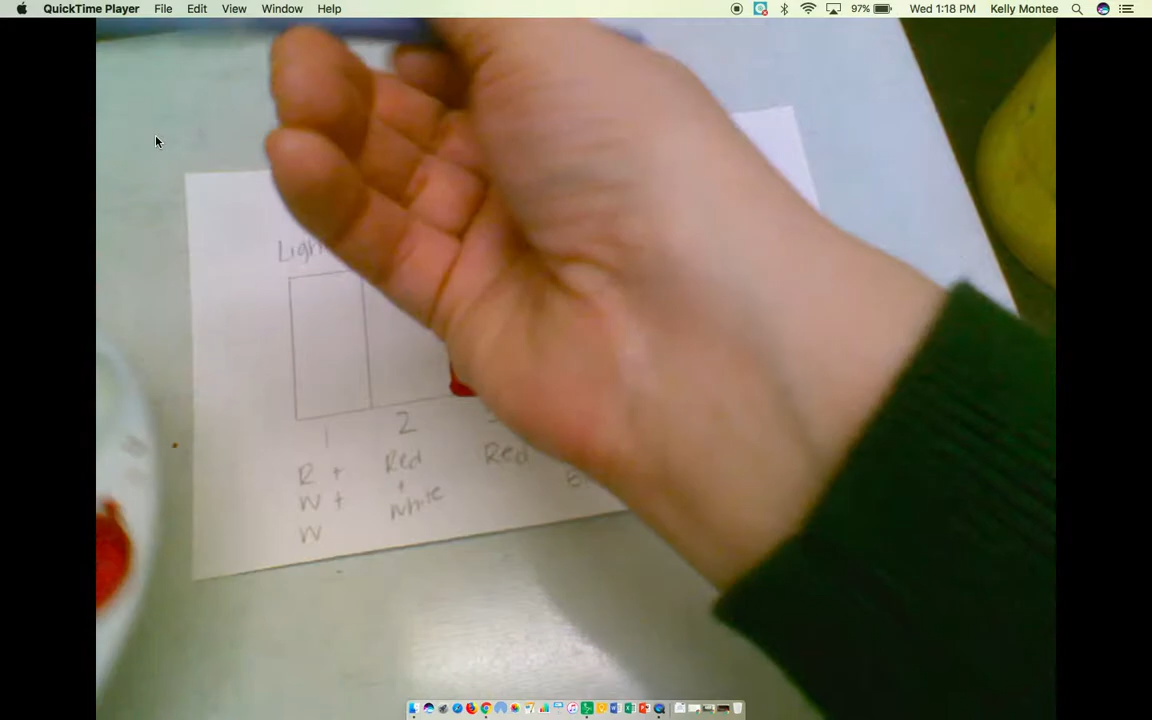 QuickTime Player File Edit View Window Help 97% Wed 1:18 PM Kelly Montee
Ligh
1 2
R + Red Red
W + +
W White